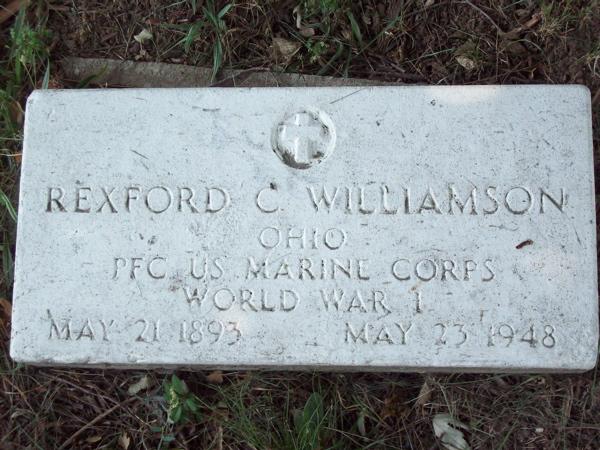 REXFORD C WILLIAMSON
OHIO
PFC US MARINE CORPS
WORLD WAR I
MAY 21 1893 MAY 23 1948